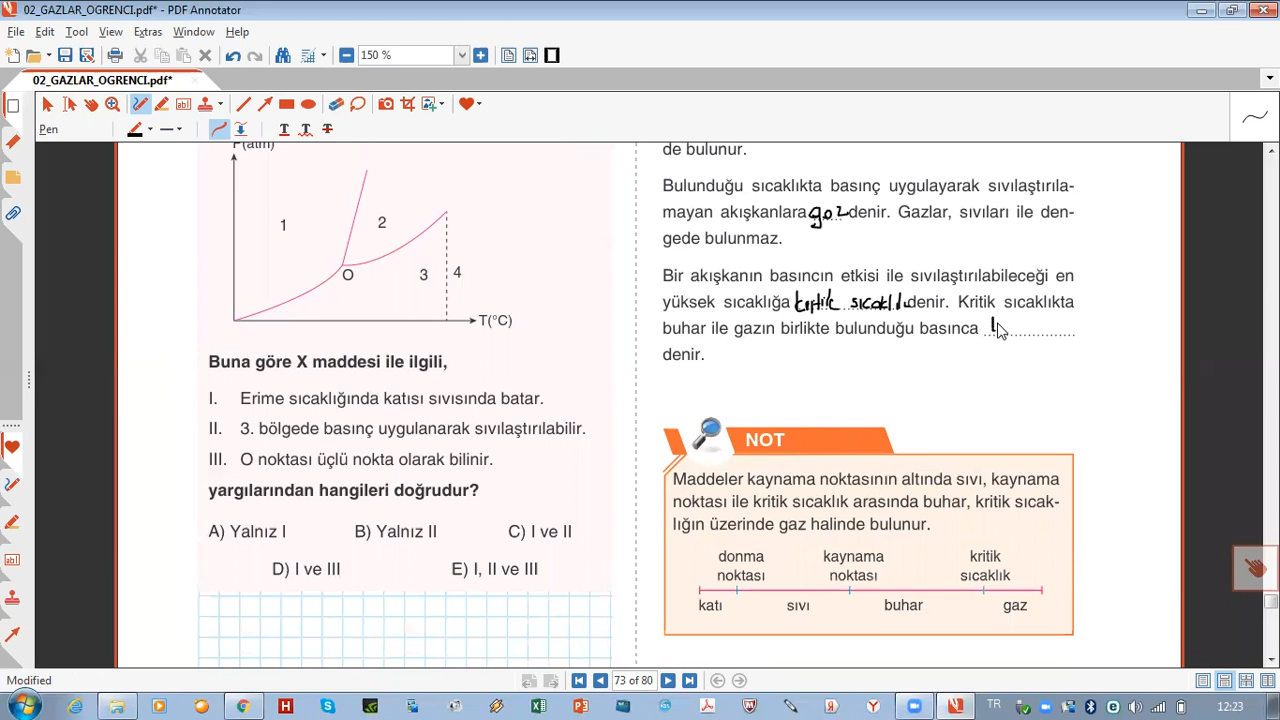 02_GAZLAR_OGRENCI.pdf* - PDF Annotator
File Edit Tool View Extras Window Help
150 %
02_GAZLAR_OGRENCI.pdf*
Pen
P(atm)
1
2
O
3
4
T(°C)
Buna göre X maddesi ile ilgili,
I. Erime sıcaklığında katısı sıvısında batar.
II. 3. bölgede basınç uygulanarak sıvılaştırılabilir.
III. O noktası üçlü nokta olarak bilinir.
yargılarından hangileri doğrudur?
A) Yalnız I B) Yalnız II C) I ve II
D) I ve III E) I, II ve III
de bulunur.
Bulunduğu sıcaklıkta basınç uygulayarak sıvılaştırıla-
mayan akışkanlara gaz denir. Gazlar, sıvıları ile den-
gede bulunmaz.
Bir akışkanın basıncın etkisi ile sıvılaştırılabileceği en
yüksek sıcaklığa kritik sıcaklık denir. Kritik sıcaklıkta
buhar ile gazın birlikte bulunduğu basınca ....................
denir.
NOT
Maddeler kaynama noktasının altında sıvı, kaynama
noktası ile kritik sıcaklık arasında buhar, kritik sıcak-
lığın üzerinde gaz halinde bulunur.
donma kaynama kritik
noktası noktası sıcaklık
katı sıvı buhar gaz
Modified
73 of 80
TR
12:23